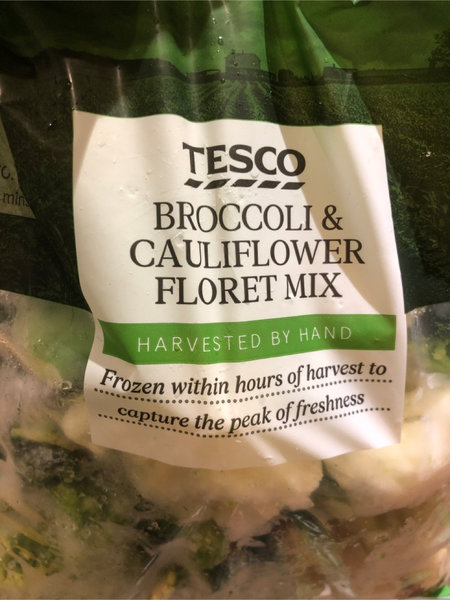 TESCO
BROCCOLI &
CAULIFLOWER
FLORET MIX
HARVESTED BY HAND
Frozen within hours of harvest to
capture the peak of freshness